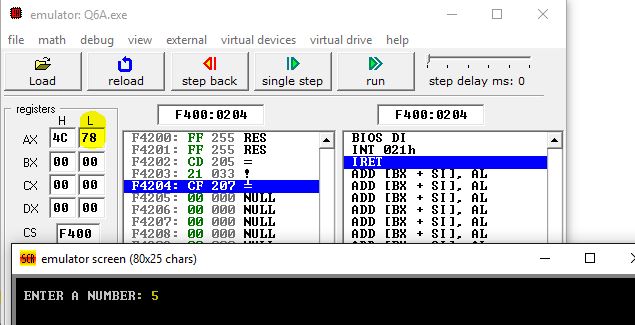 emulator: Q6A.exe
file math debug view external virtual devices virtual drive help
Load reload step back single step run step delay ms: 0
registers
H L
AX 4C 78
BX 00 00
CX 00 00
DX 00 00
CS F400
F400:0204 F400:0204
F4200: FF 255 RES
F4201: FF 255 RES
F4202: CD 205 =
F4203: 21 033 !
F4204: CF 207 ╧
F4205: 00 000 NULL
F4206: 00 000 NULL
F4207: 00 000 NULL
F4208: 00 000 NULL
BIOS DI
INT 021h
IRET
ADD [BX + SI], AL
ADD [BX + SI], AL
ADD [BX + SI], AL
ADD [BX + SI], AL
ADD [BX + SI], AL
emulator screen (80x25 chars)
ENTER A NUMBER: 5